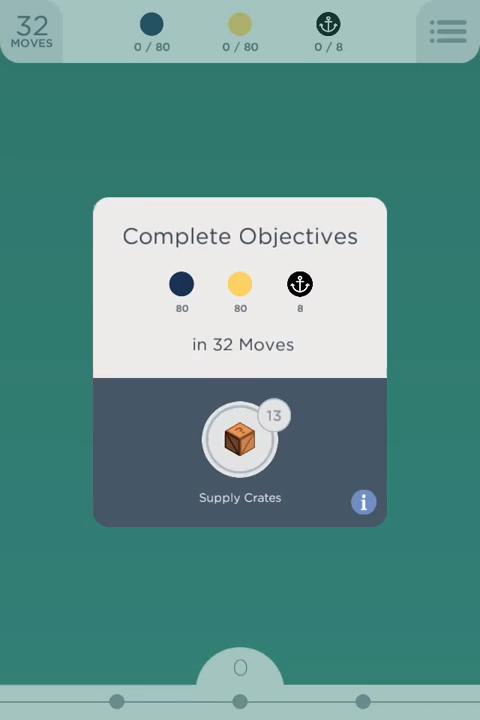 32
MOVES
0 / 80
0 / 80
0 / 8
Complete Objectives
80
80
8
in 32 Moves
13
Supply Crates
i
0